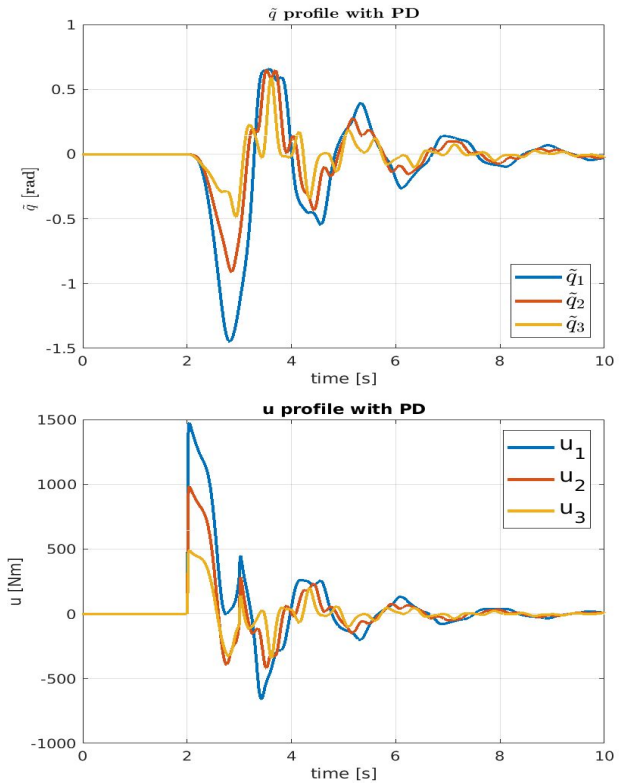 q̃ profile with PD
1
0.5
0
-0.5
-1
-1.5
q̃ [rad]
q̃₁
q̃₂
q̃₃
0 2 4 6 8 10
time [s]
u profile with PD
1500
1000
500
0
-500
-1000
u [Nm]
u₁
u₂
u₃
0 2 4 6 8 10
time [s]